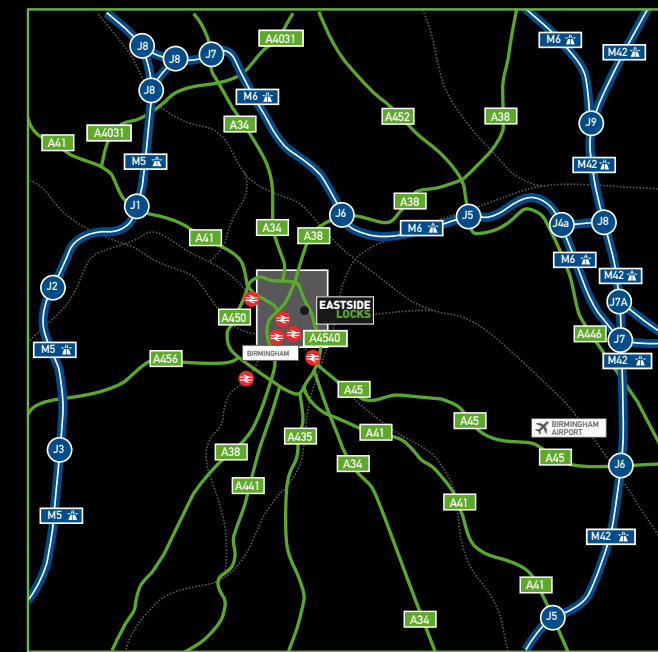 A4031
M6
J8
J8
J7
M42
J8
M6
A34
A452
A38
J9
A4031
A41
M5
M42
A38
J1
J6
J5
J4a
J8
A34
M6
A41
A38
M6
M42
J2
EASTSIDE
LOCKS
J7A
A450
A4540
A446
J7
M5
BIRMINGHAM
A456
M42
A45
A45
BIRMINGHAM
AIRPORT
A435
A41
J3
A38
A34
A45
J6
A441
A41
M5
M42
A41
A34
J5